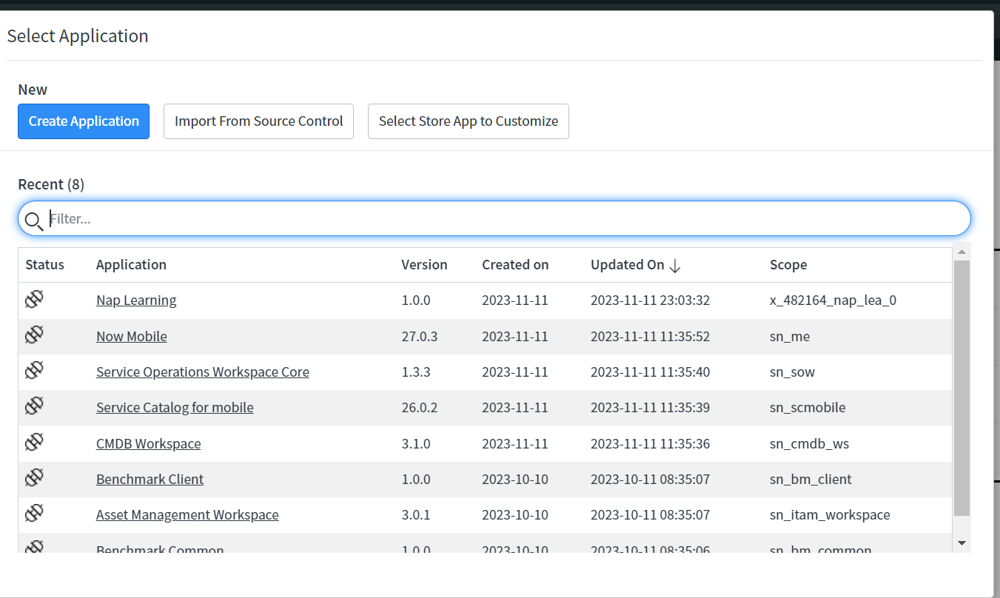 Select Application
New
Create Application Import From Source Control Select Store App to Customize
Recent (8)
Filter...
Status Application Version Created on Updated On Scope
Nap Learning 1.0.0 2023-11-11 2023-11-11 23:03:32 x_482164_nap_lea_0
Now Mobile 27.0.3 2023-11-11 2023-11-11 11:35:52 sn_me
Service Operations Workspace Core 1.3.3 2023-11-11 2023-11-11 11:35:40 sn_sow
Service Catalog for mobile 26.0.2 2023-11-11 2023-11-11 11:35:39 sn_scmobile
CMDB Workspace 3.1.0 2023-11-11 2023-11-11 11:35:36 sn_cmdb_ws
Benchmark Client 1.0.0 2023-10-10 2023-10-11 08:35:07 sn_bm_client
Asset Management Workspace 3.0.1 2023-10-10 2023-10-11 08:35:07 sn_itam_workspace
Benchmark Common 1.0.0 2023-10-10 2023-10-11 08:35:06 sn_bm_common